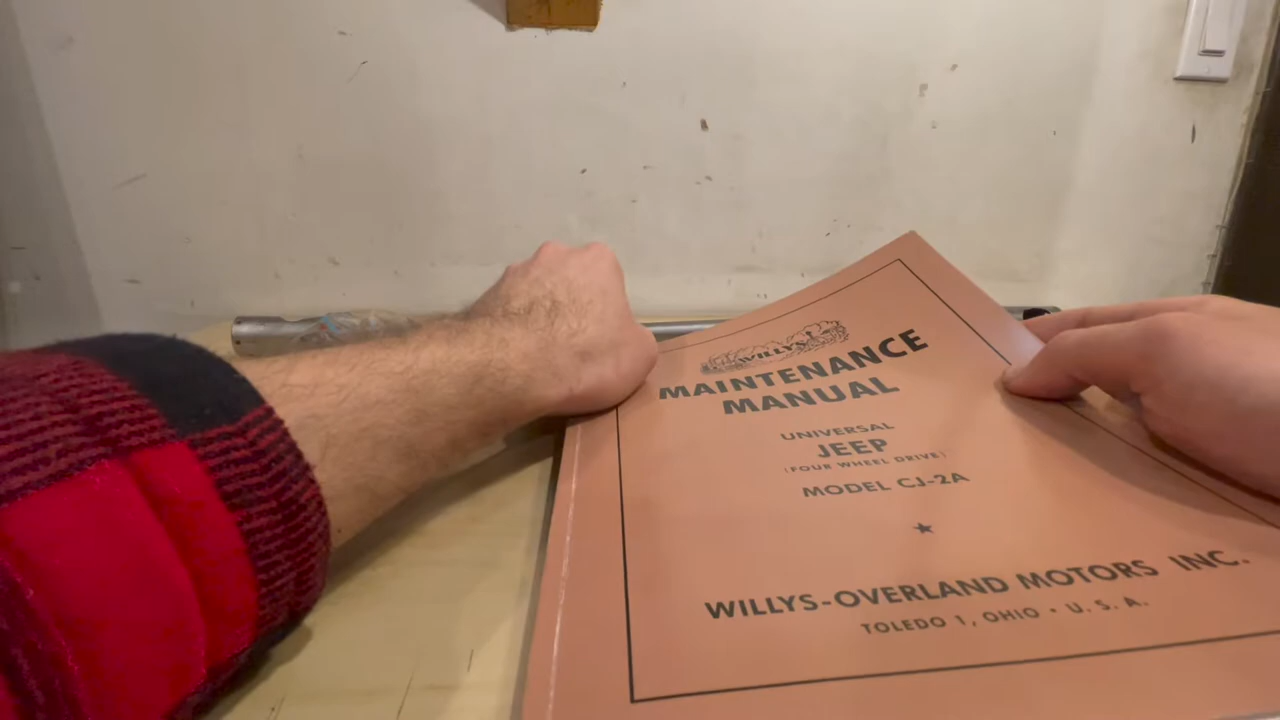 WILLYS
MAINTENANCE
MANUAL
UNIVERSAL
JEEP
(FOUR WHEEL DRIVE)
MODEL CJ-2A
WILLYS-OVERLAND MOTORS INC.
TOLEDO 1, OHIO • U. S. A.